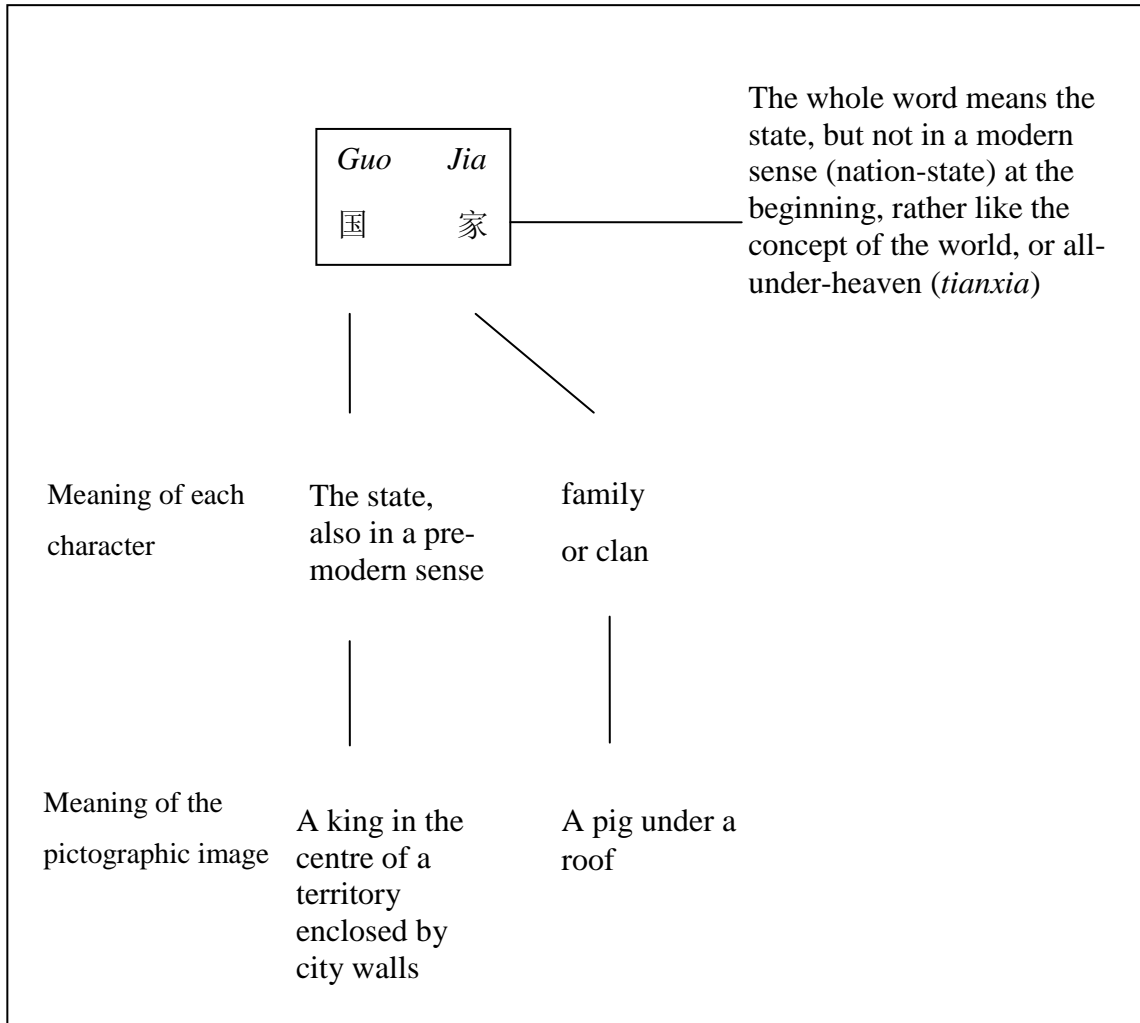 The whole word means the
state, but not in a modern
sense (nation-state) at the
beginning, rather like the
concept of the world, or all-
under-heaven (tianxia)
Guo Jia
国 家
Meaning of each
character
The state,
also in a pre-
modern sense
family
or clan
Meaning of the
pictographic image
A king in the
centre of a
territory
enclosed by
city walls
A pig under a
roof